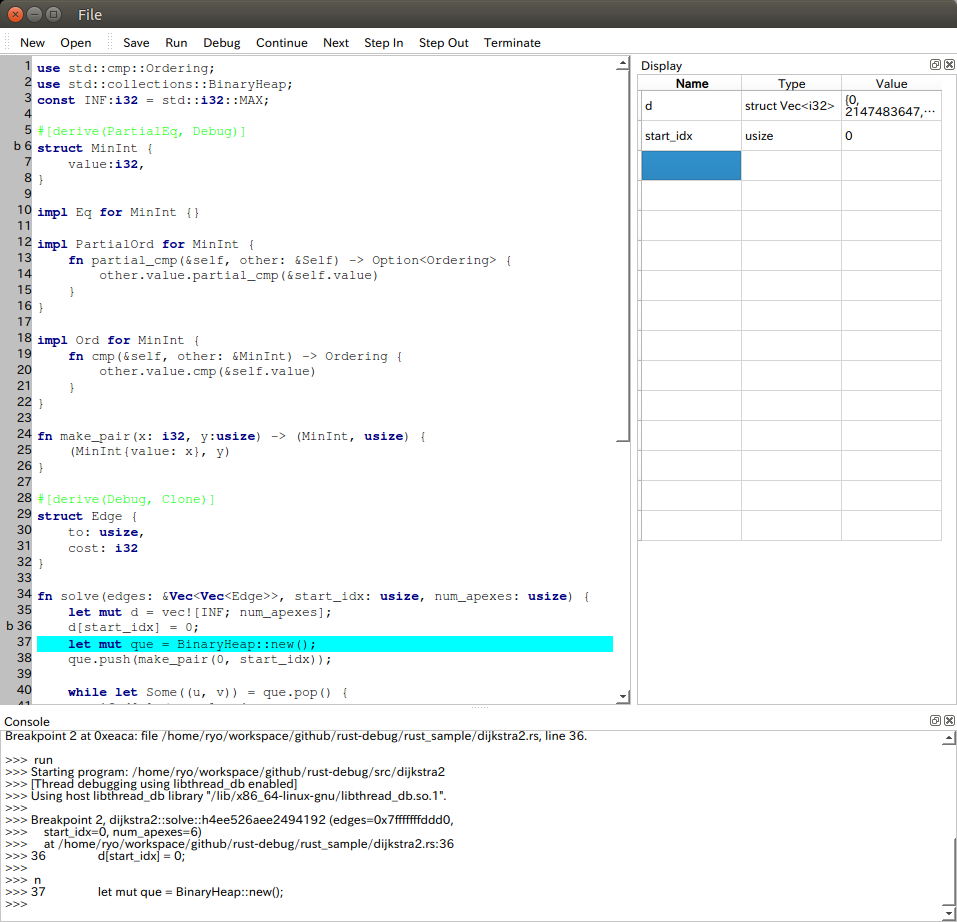 File
New Open Save Run Debug Continue Next Step In Step Out Terminate
1 use std::cmp::Ordering;
2 use std::collections::BinaryHeap;
3 const INF:i32 = std::i32::MAX;
4
5 #[derive(PartialEq, Debug)]
b 6 struct MinInt {
7     value:i32,
8 }
9
10 impl Eq for MinInt {}
11
12 impl PartialOrd for MinInt {
13     fn partial_cmp(&self, other: &Self) -> Option<Ordering> {
14         other.value.partial_cmp(&self.value)
15     }
16 }
17
18 impl Ord for MinInt {
19     fn cmp(&self, other: &MinInt) -> Ordering {
20         other.value.cmp(&self.value)
21     }
22 }
23
24 fn make_pair(x: i32, y:usize) -> (MinInt, usize) {
25     (MinInt{value: x}, y)
26 }
27
28 #[derive(Debug, Clone)]
29 struct Edge {
30     to: usize,
31     cost: i32
32 }
33
34 fn solve(edges: &Vec<Vec<Edge>>, start_idx: usize, num_apexes: usize) {
35     let mut d = vec![INF; num_apexes];
b 36     d[start_idx] = 0;
37     let mut que = BinaryHeap::new();
38     que.push(make_pair(0, start_idx));
39
40     while let Some((u, v)) = que.pop() {
41
Display
Name Type Value
d struct Vec<i32> {0,
2147483647,⋯
start_idx usize 0
Console
Breakpoint 2 at 0xeaca: file /home/ryo/workspace/github/rust-debug/rust_sample/dijkstra2.rs, line 36.
>>> run
>>> Starting program: /home/ryo/workspace/github/rust-debug/src/dijkstra2
>>> [Thread debugging using libthread_db enabled]
>>> Using host libthread_db library "/lib/x86_64-linux-gnu/libthread_db.so.1".
>>>
>>> Breakpoint 2, dijkstra2::solve::h4ee526aee2494192 (edges=0x7fffffffddd0,
>>>     start_idx=0, num_apexes=6)
>>>     at /home/ryo/workspace/github/rust-debug/rust_sample/dijkstra2.rs:36
>>> 36          d[start_idx] = 0;
>>>
>>> n
>>> 37          let mut que = BinaryHeap::new();
>>>